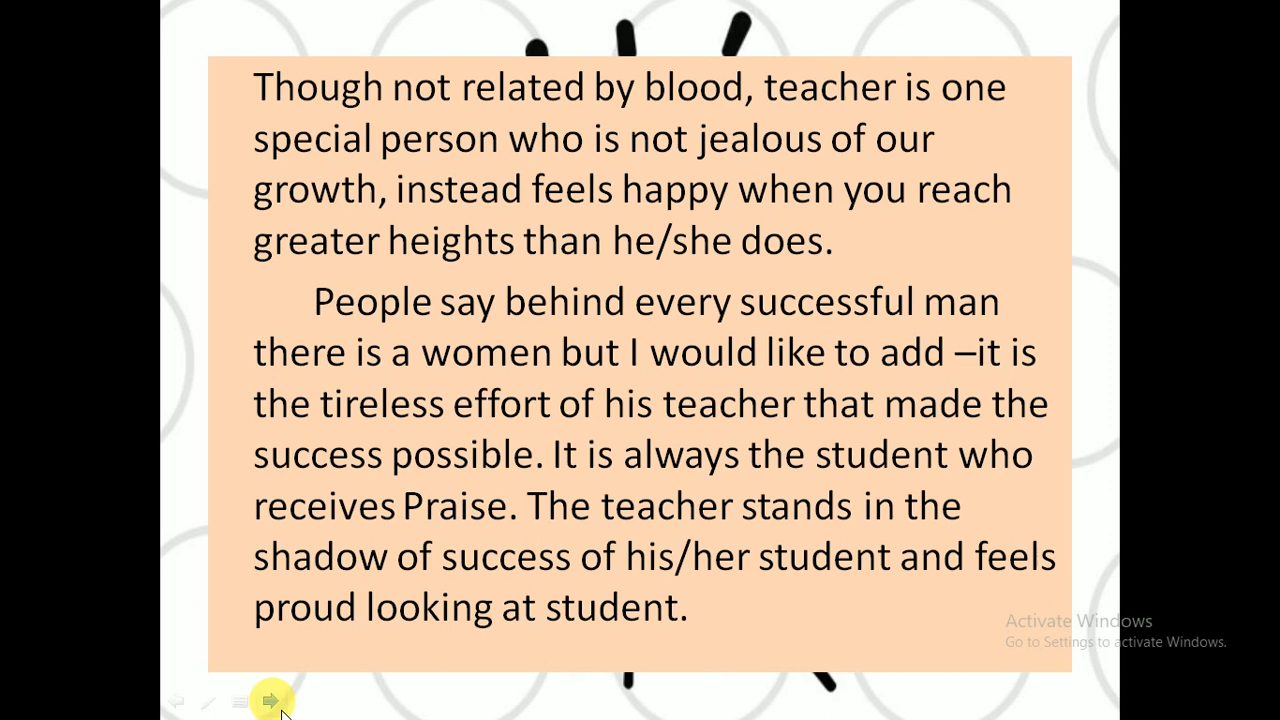 Though not related by blood, teacher is one
special person who is not jealous of our
growth, instead feels happy when you reach
greater heights than he/she does.
People say behind every successful man
there is a women but I would like to add –it is
the tireless effort of his teacher that made the
success possible. It is always the student who
receives Praise. The teacher stands in the
shadow of success of his/her student and feels
proud looking at student.
Activate Windows
Go to Settings to activate Windows.